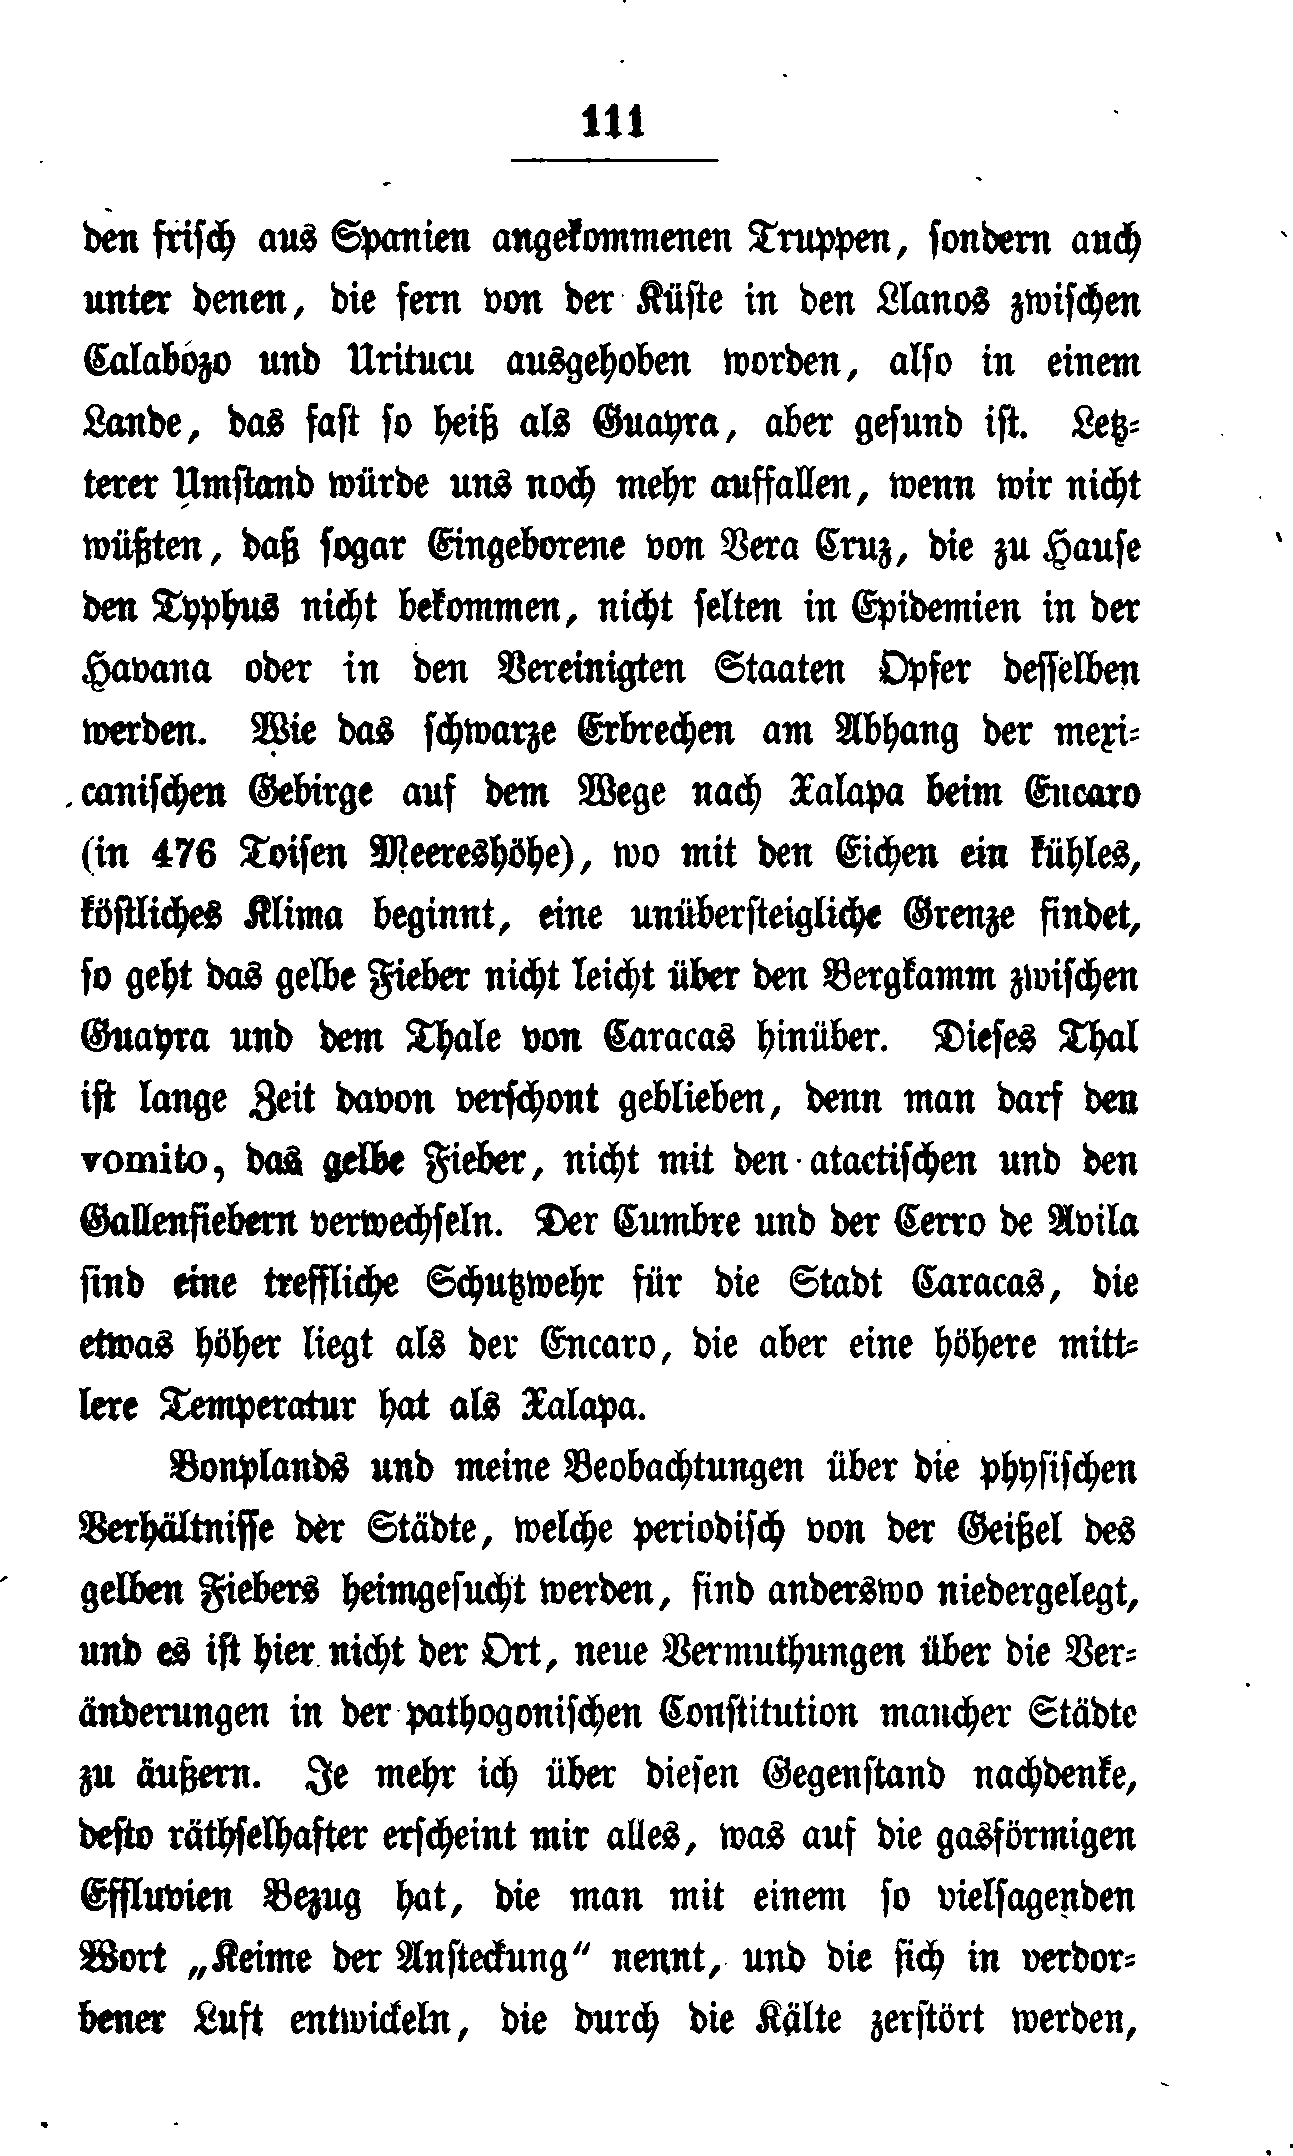 111
den friſch aus Spanien angekommenen Truppen, ſondern auch
unter denen, die fern von der Küſte in den Llanos zwiſchen
Calabozo und Uritucu ausgehoben worden, alſo in einem
Lande, das faſt ſo heiß als Guayra, aber geſund iſt. Letz-
terer Umſtand würde uns noch mehr auffallen, wenn wir nicht
wüßten, daß ſogar Eingeborene von Vera Cruz, die zu Hauſe
den Typhus nicht bekommen, nicht ſelten in Epidemien in der
Havana oder in den Vereinigten Staaten Opfer deſſelben
werden. Wie das ſchwarze Erbrechen am Abhang der mexi-
caniſchen Gebirge auf dem Wege nach Xalapa beim Encaro
(in 476 Toiſen Meereshöhe), wo mit den Eichen ein kühles,
köſtliches Klima beginnt, eine unüberſteigliche Grenze findet,
ſo geht das gelbe Fieber nicht leicht über den Bergkamm zwiſchen
Guayra und dem Thale von Caracas hinüber. Dieſes Thal
iſt lange Zeit davon verſchont geblieben, denn man darf den
vomito, das gelbe Fieber, nicht mit den atactiſchen und den
Gallenfiebern verwechſeln. Der Cumbre und der Cerro de Avila
ſind eine treffliche Schutzwehr für die Stadt Caracas, die
etwas höher liegt als der Encaro, die aber eine höhere mitt-
lere Temperatur hat als Xalapa.
Bonplands und meine Beobachtungen über die phyſiſchen
Verhältniſſe der Städte, welche periodiſch von der Geißel des
gelben Fiebers heimgeſucht werden, ſind anderswo niedergelegt,
und es iſt hier nicht der Ort, neue Vermuthungen über die Ver-
änderungen in der pathogoniſchen Conſtitution mancher Städte
zu äußern. Je mehr ich über dieſen Gegenſtand nachdenke,
deſto räthſelhafter erſcheint mir alles, was auf die gasförmigen
Effluvien Bezug hat, die man mit einem ſo vielſagenden
Wort „Keime der Anſteckung“ nennt, und die ſich in verdor-
bener Luft entwickeln, die durch die Kälte zerſtört werden,